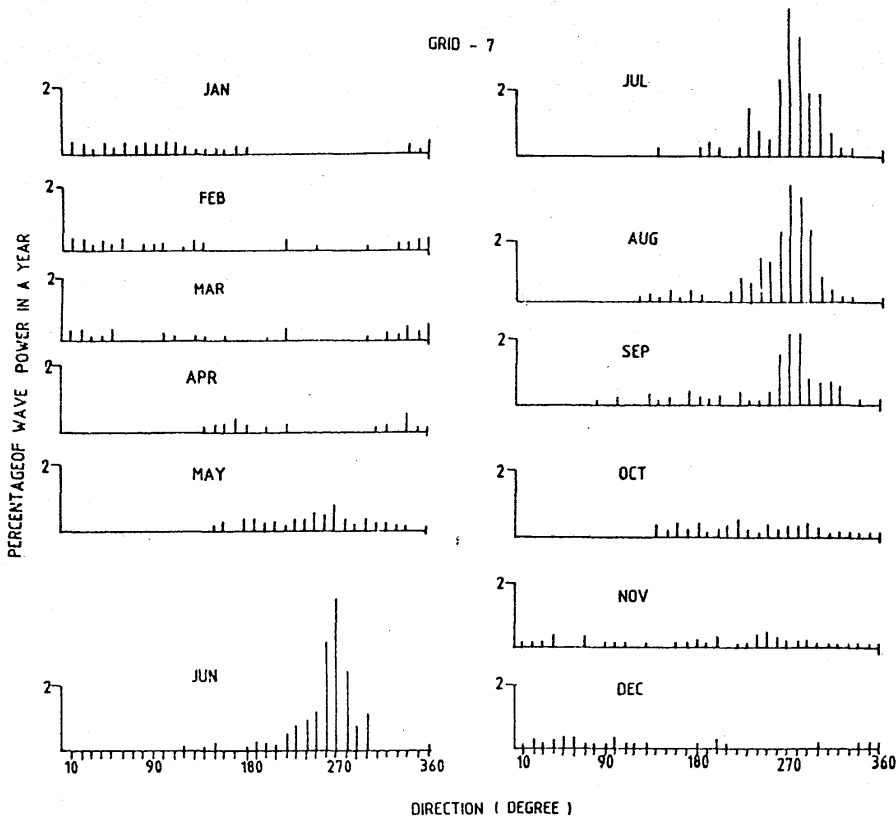 GRID - 7
2
JAN
2
FEB
2
MAR
2
APR
2
MAY
2
JUN
10 90 180 270 360
2
JUL
2
AUG
2
SEP
2
OCT
2
NOV
2
DEC
10 90 180 270 360
PERCENTAGEOF WAVE POWER IN A YEAR
DIRECTION ( DEGREE )